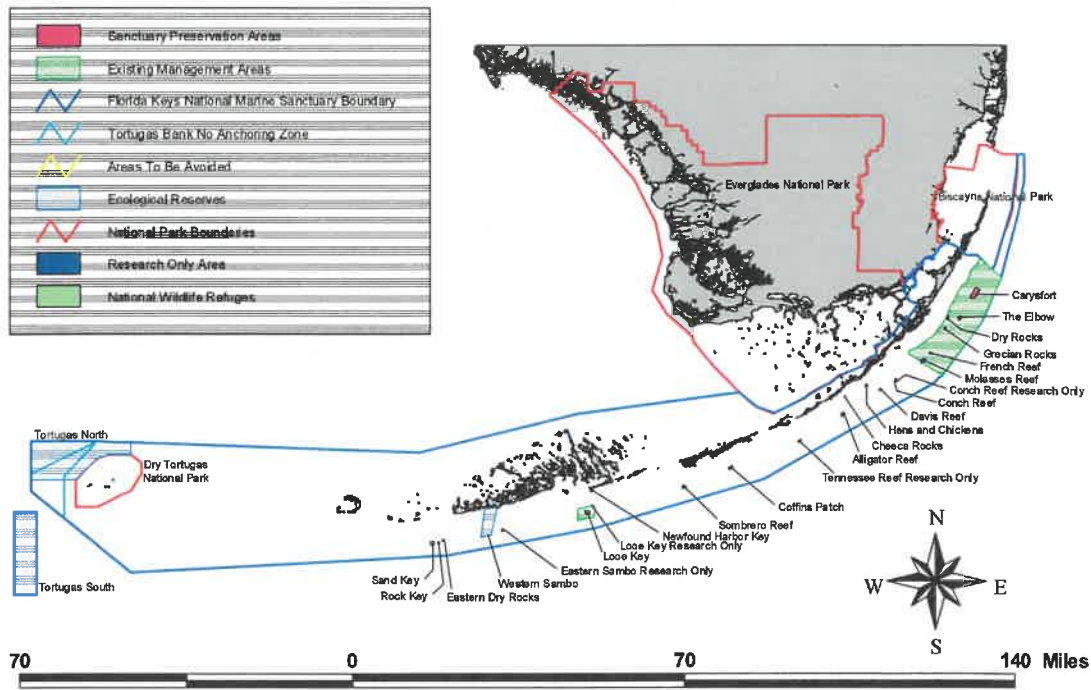 Sanctuary Preservation Areas
Existing Management Areas
Florida Keys National Marine Sanctuary Boundary
Tortugas Bank No Anchoring Zone
Areas To Be Avoided
Ecological Reserves
National Park Boundaries
Research Only Area
National Wildlife Refuges
Everglades National Park
Biscayne National Park
Carysfort
The Elbow
Dry Rocks
Grecian Rocks
French Reef
Molasses Reef
Conch Reef Research Only
Conch Reef
Davis Reef
Hens and Chickens
Cheeca Rocks
Alligator Reef
Tennessee Reef Research Only
Coffins Patch
Sombrero Reef
Newfound Harbor Key
Looe Key Research Only
Looe Key
Eastern Sambo Research Only
Western Sambo
Eastern Dry Rocks
Rock Key
Sand Key
Tortugas North
Dry Tortugas
National Park
Tortugas South
N
W E
S
70 0 70 140 Miles